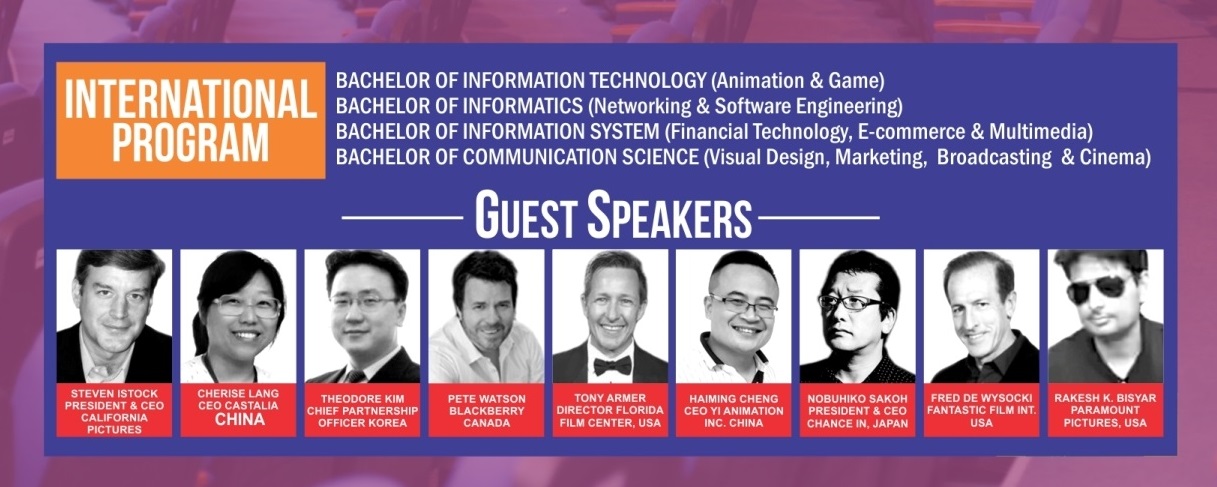 INTERNATIONAL
PROGRAM
BACHELOR OF INFORMATION TECHNOLOGY (Animation & Game)
BACHELOR OF INFORMATICS (Networking & Software Engineering)
BACHELOR OF INFORMATION SYSTEM (Financial Technology, E-commerce & Multimedia)
BACHELOR OF COMMUNICATION SCIENCE (Visual Design, Marketing, Broadcasting & Cinema)
GUEST SPEAKERS
STEVEN ISTOCK
PRESIDENT & CEO
CALIFORNIA
PICTURES
CHERISE LANG
CEO CASTALIA
CHINA
THEODORE KIM
CHIEF PARTNERSHIP
OFFICER KOREA
PETE WATSON
BLACKBERRY
CANADA
TONY ARMER
DIRECTOR FLORIDA
FILM CENTER, USA
HAIMING CHENG
CEO YI ANIMATION
INC. CHINA
NOBUHIKO SAKOH
PRESIDENT & CEO
CHANCE IN, JAPAN
FRED DE WYSOCKI
FANTASTIC FILM INT.
USA
RAKESH K. BISYAR
PARAMOUNT
PICTURES, USA